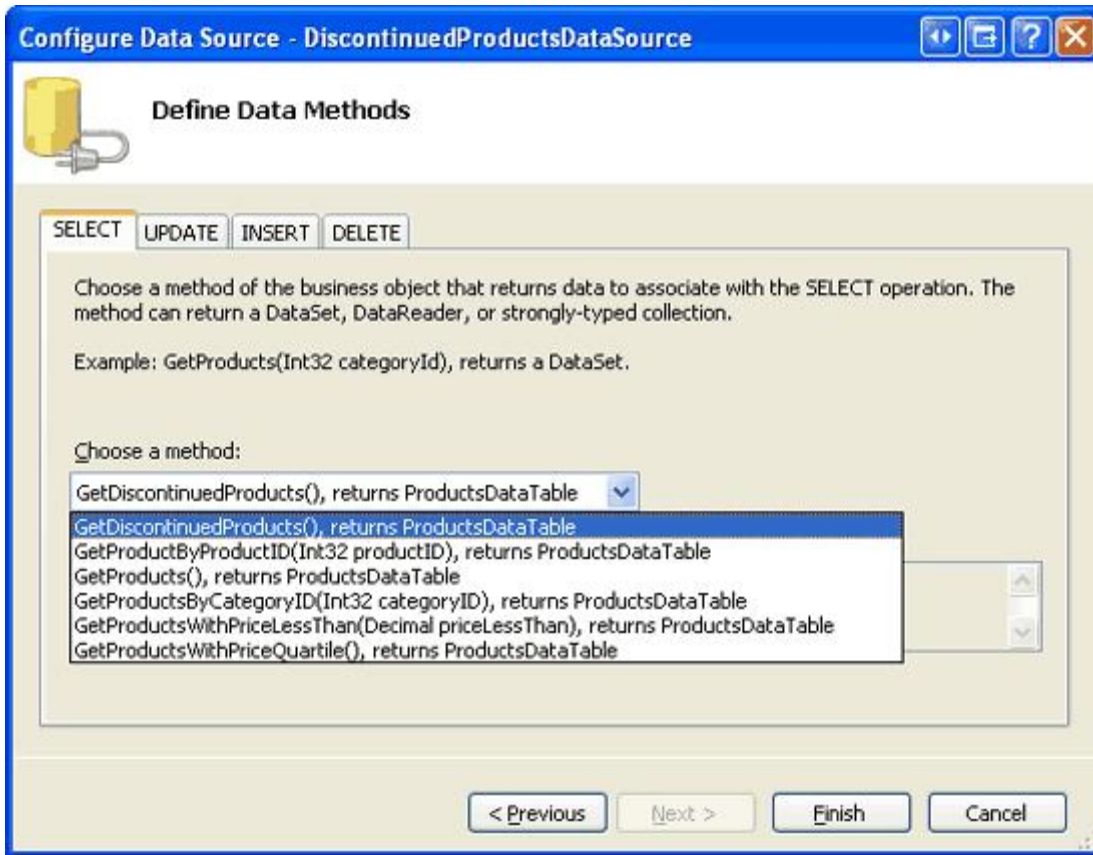 Configure Data Source - DiscontinuedProductsDataSource
Define Data Methods
SELECT UPDATE INSERT DELETE
Choose a method of the business object that returns data to associate with the SELECT operation. The
method can return a DataSet, DataReader, or strongly-typed collection.
Example: GetProducts(Int32 categoryId), returns a DataSet.
Choose a method:
GetDiscontinuedProducts(), returns ProductsDataTable
GetDiscontinuedProducts(), returns ProductsDataTable
GetProductByProductID(Int32 productID), returns ProductsDataTable
GetProducts(), returns ProductsDataTable
GetProductsByCategoryID(Int32 categoryID), returns ProductsDataTable
GetProductsWithPriceLessThan(Decimal priceLessThan), returns ProductsDataTable
GetProductsWithPriceQuartile(), returns ProductsDataTable
< Previous Next > Finish Cancel